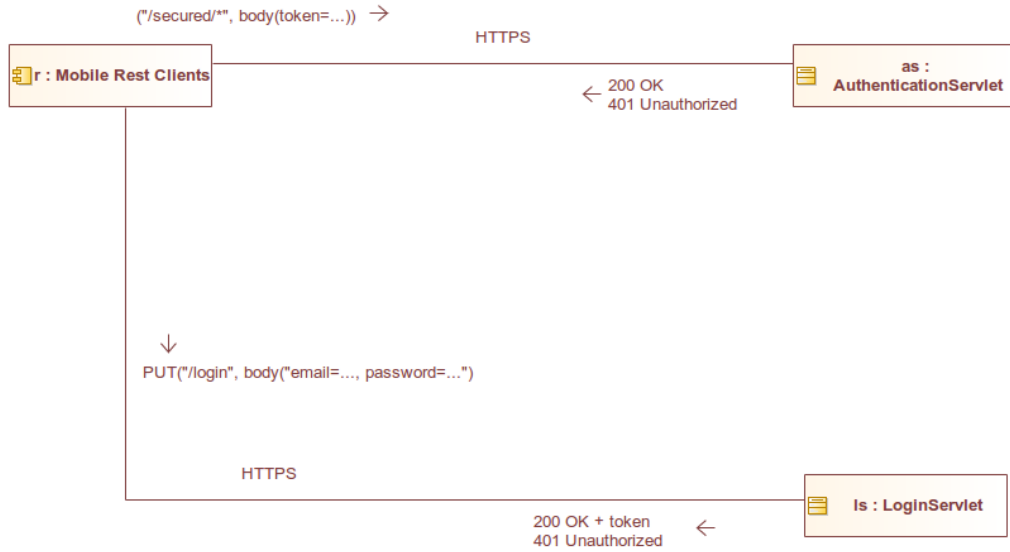 ("/secured/*", body(token=...))
HTTPS
r : Mobile Rest Clients
as :
AuthenticationServlet
200 OK
401 Unauthorized
PUT("/login", body("email=..., password=...")
HTTPS
ls : LoginServlet
200 OK + token
401 Unauthorized